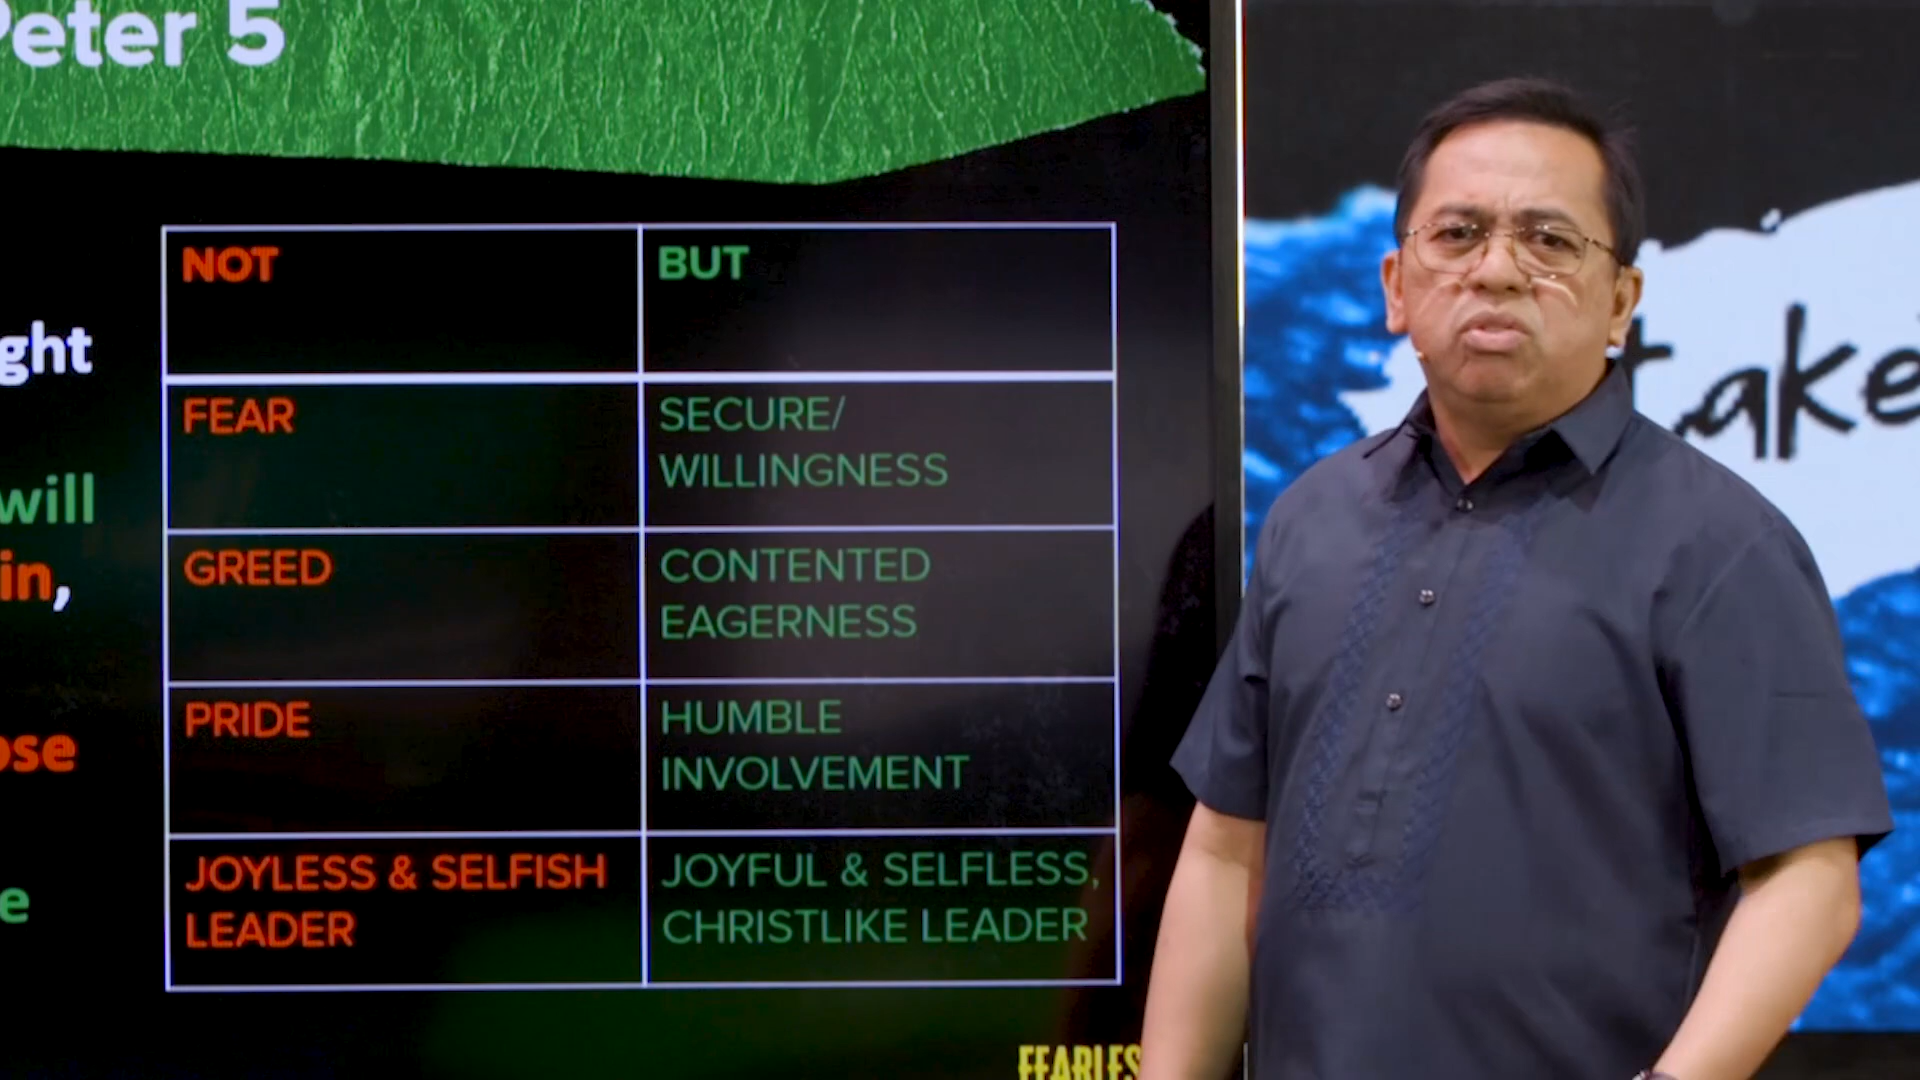 Peter 5
NOT
BUT
ght
FEAR
SECURE/
WILLINGNESS
will
in,
GREED
CONTENTED
EAGERNESS
ose
PRIDE
HUMBLE
INVOLVEMENT
e
JOYLESS & SELFISH
LEADER
JOYFUL & SELFLESS,
CHRISTLIKE LEADER
take
FEARLES